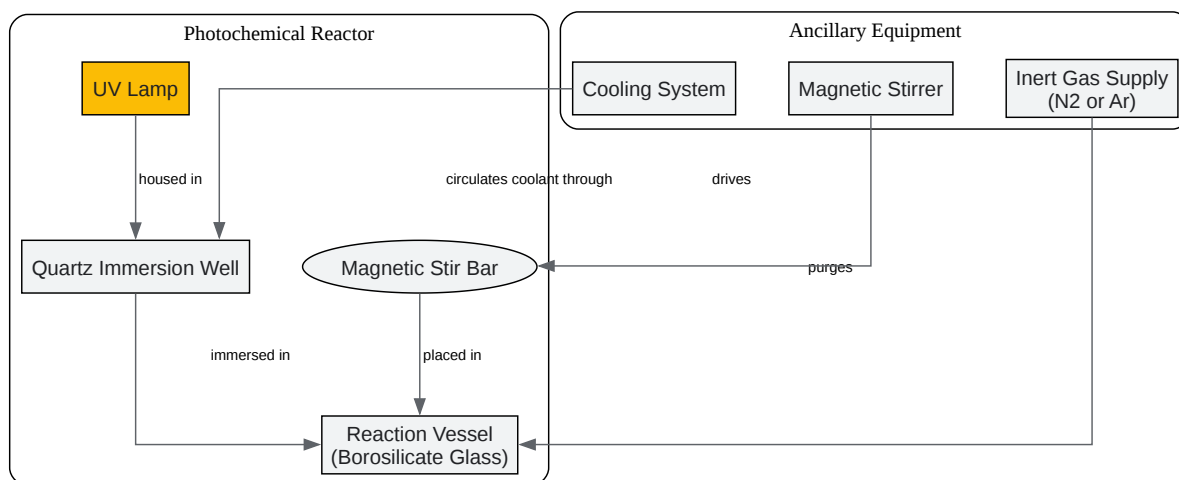 Photochemical Reactor
Ancillary Equipment
UV Lamp
Cooling System
Magnetic Stirrer
Inert Gas Supply
(N2 or Ar)
housed in
circulates coolant through
drives
Quartz Immersion Well
Magnetic Stir Bar
purges
immersed in
placed in
Reaction Vessel
(Borosilicate Glass)